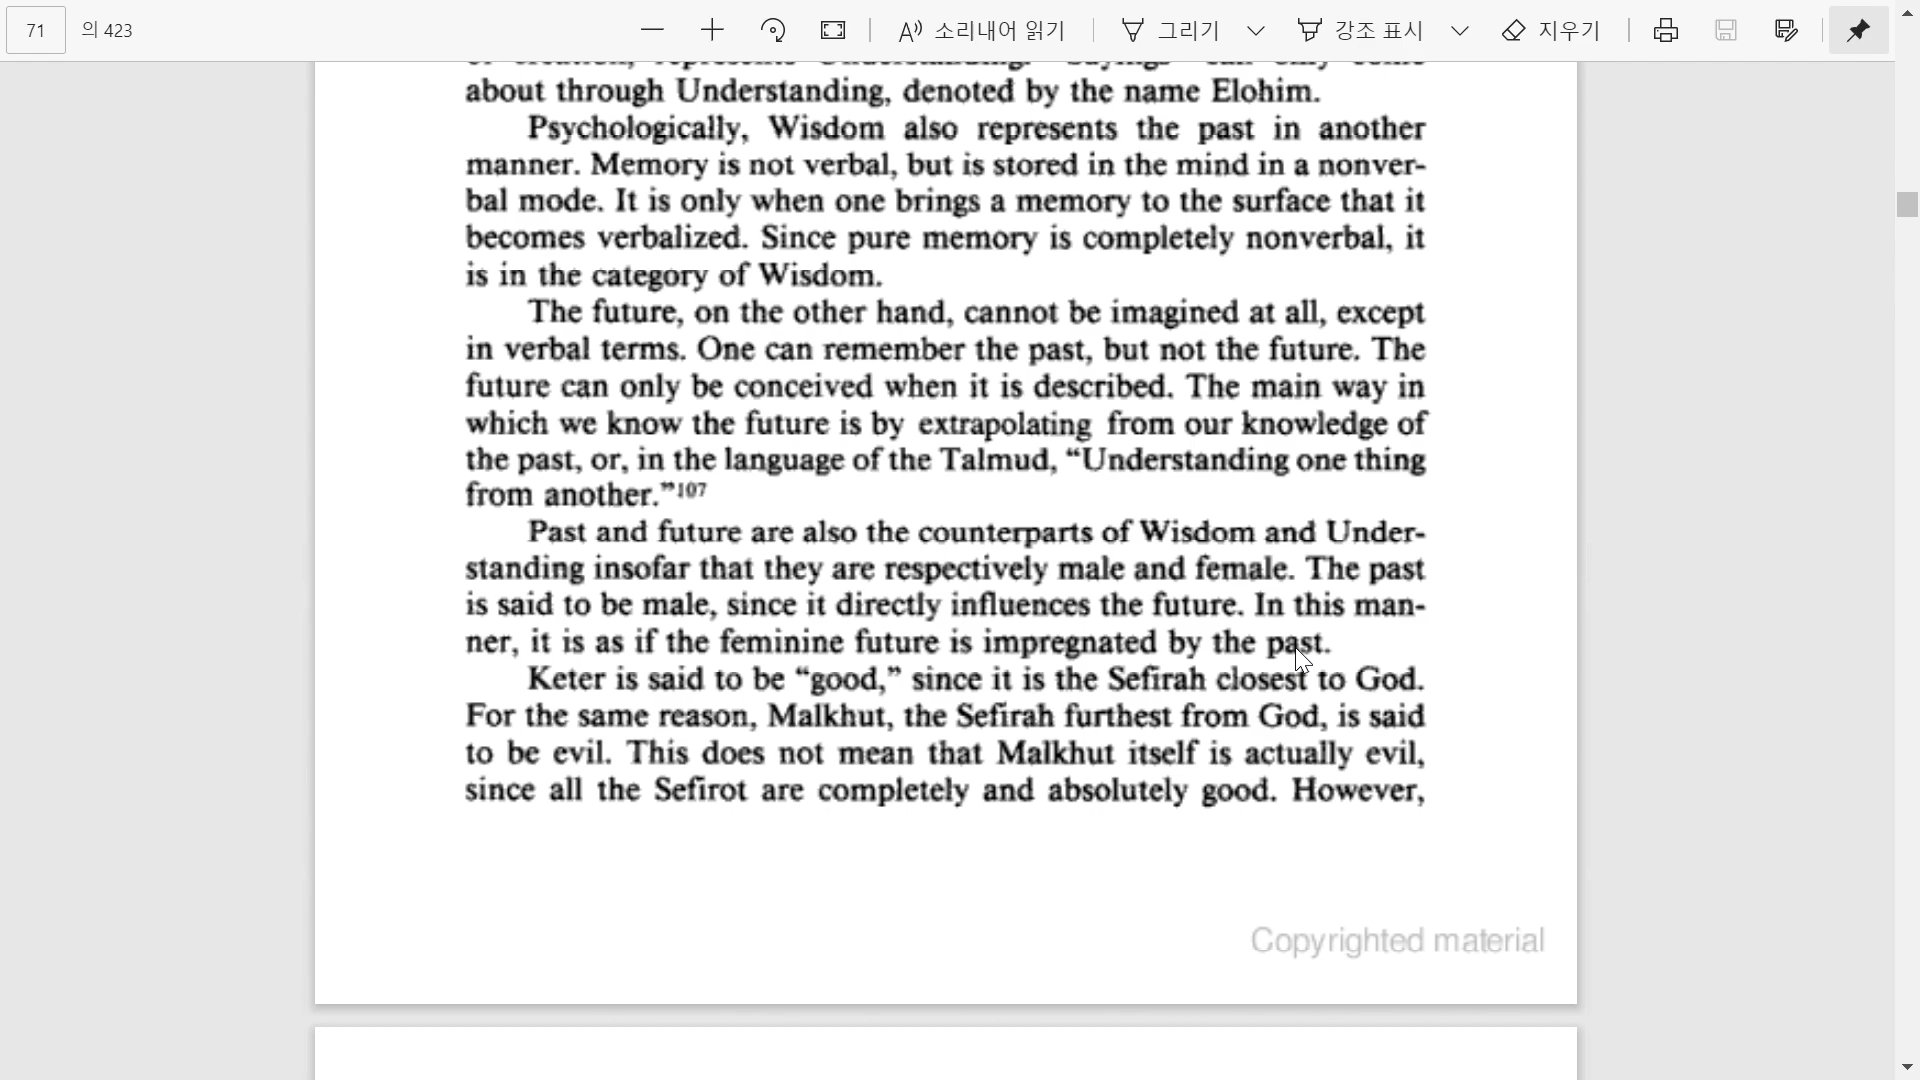 71 의 423 소리내어 읽기 그리기 강조 표시 지우기
of creation, represents Understanding. "Sayings" can only come
about through Understanding, denoted by the name Elohim.
Psychologically, Wisdom also represents the past in another
manner. Memory is not verbal, but is stored in the mind in a nonver-
bal mode. It is only when one brings a memory to the surface that it
becomes verbalized. Since pure memory is completely nonverbal, it
is in the category of Wisdom.
The future, on the other hand, cannot be imagined at all, except
in verbal terms. One can remember the past, but not the future. The
future can only be conceived when it is described. The main way in
which we know the future is by extrapolating from our knowledge of
the past, or, in the language of the Talmud, “Understanding one thing
from another.”107
Past and future are also the counterparts of Wisdom and Under-
standing insofar that they are respectively male and female. The past
is said to be male, since it directly influences the future. In this man-
ner, it is as if the feminine future is impregnated by the past.
Keter is said to be “good,” since it is the Sefirah closest to God.
For the same reason, Malkhut, the Sefirah furthest from God, is said
to be evil. This does not mean that Malkhut itself is actually evil,
since all the Sefirot are completely and absolutely good. However,
Copyrighted material